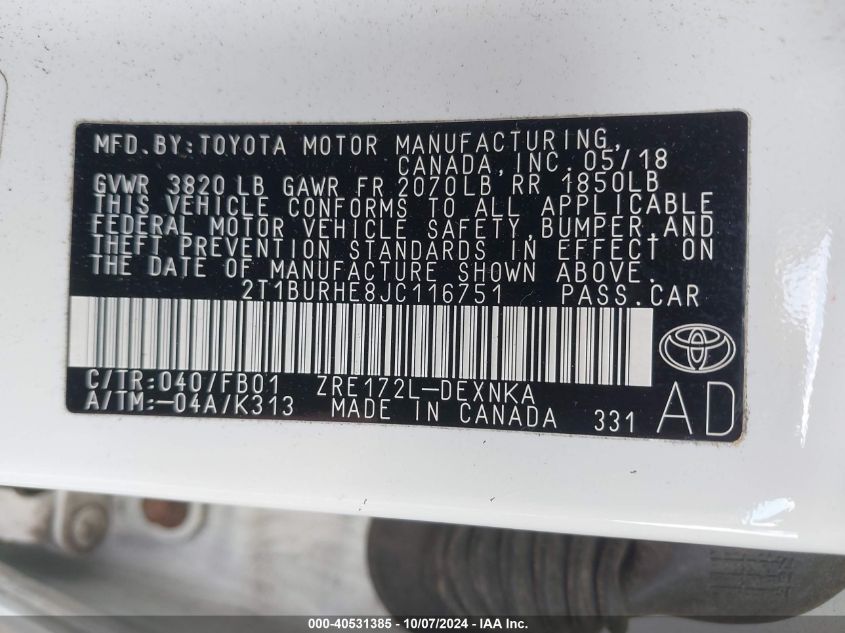 MFD.BY:TOYOTA MOTOR MANUFACTURING,
CANADA,INC.05/18
GVWR 3820 LB GAWR FR 2070LB RR 1850LB
THIS VEHICLE CONFORMS TO ALL APPLICABLE
FEDERAL MOTOR VEHICLE SAFETY,BUMPER,AND
THEFT PREVENTION STANDARDS IN EFFECT ON
THE DATE OF MANUFACTURE SHOWN ABOVE.
2T1BURHE8JC116751 PASS.CAR
C/TR:040/FB01 ZRE172L-DEXNKA
A/TM:-04A/K313 MADE IN CANADA 331 AD
000-40531385 - 10/07/2024 - IAA Inc.